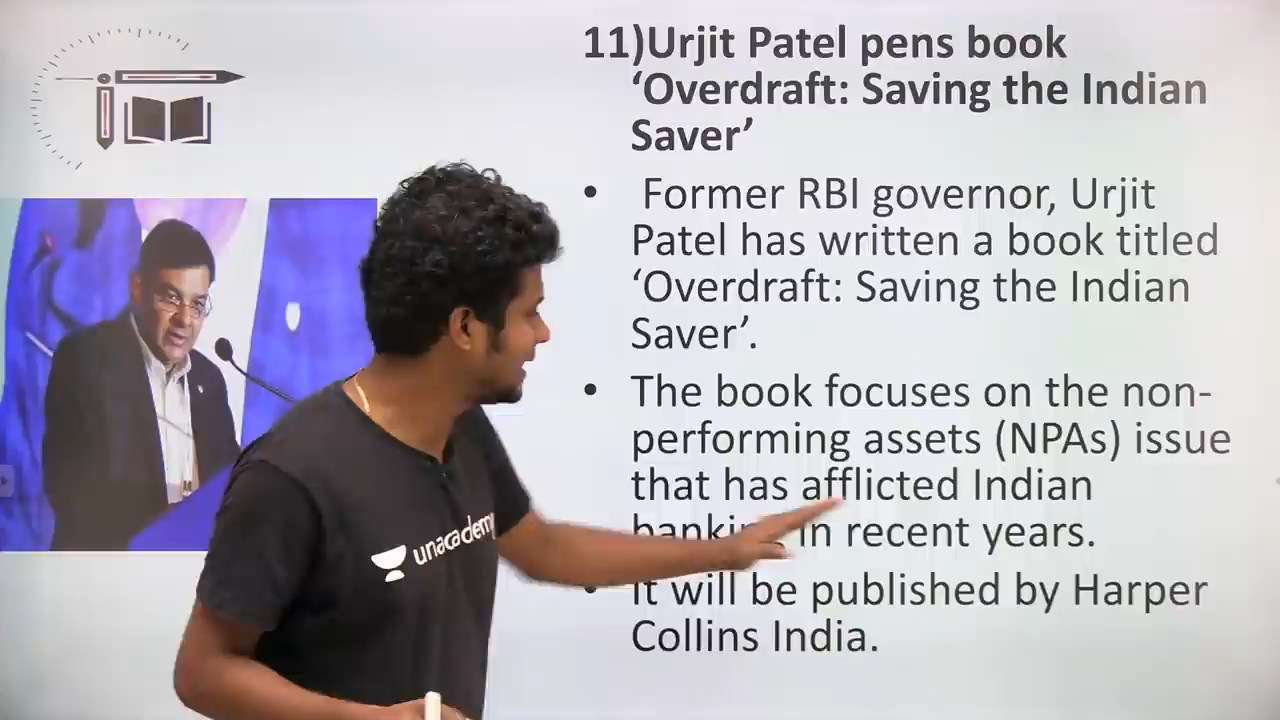 11)Urjit Patel pens book
‘Overdraft: Saving the Indian
Saver’
• Former RBI governor, Urjit
Patel has written a book titled
‘Overdraft: Saving the Indian
Saver’.
• The book focuses on the non-
performing assets (NPAs) issue
that has afflicted Indian
in recent years.
• It will be published by Harper
Collins India.
unacademy